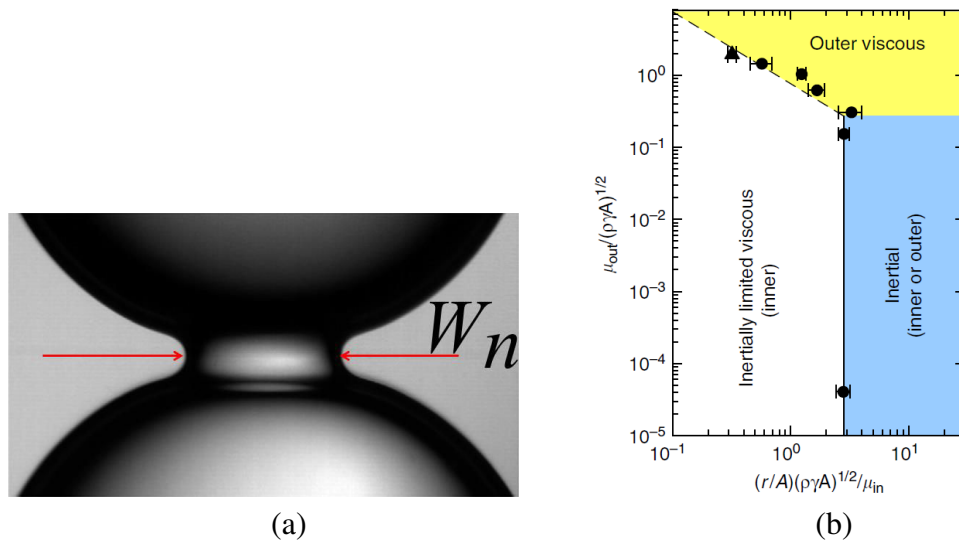 W_n
(a)
Outer viscous
Inertially limited viscous
(inner)
Inertial
(inner or outer)
μ_out/(ργA)^1/2
10^0
10^−1
10^−2
10^−3
10^−4
10^−5
10^−1
10^0
10^1
(r/A)(ργA)^1/2/μ_in
(b)